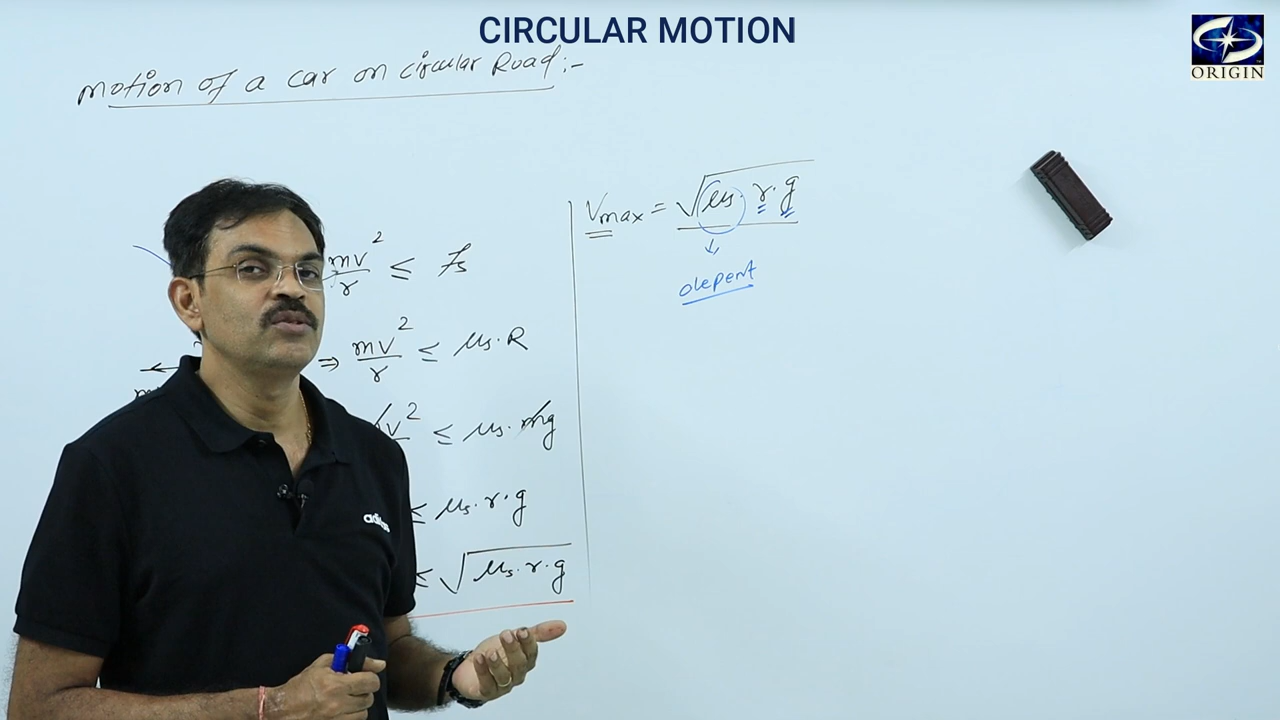 CIRCULAR MOTION
ORIGIN
motion of a car on circular Road :-
mv²/r ≤ fs
⇒ mv²/r ≤ μs·R
v² ≤ μs·mg
≤ μs·r·g
≤ √μs·r·g
Vmax = √μs·r·g
↓
depent
adidas